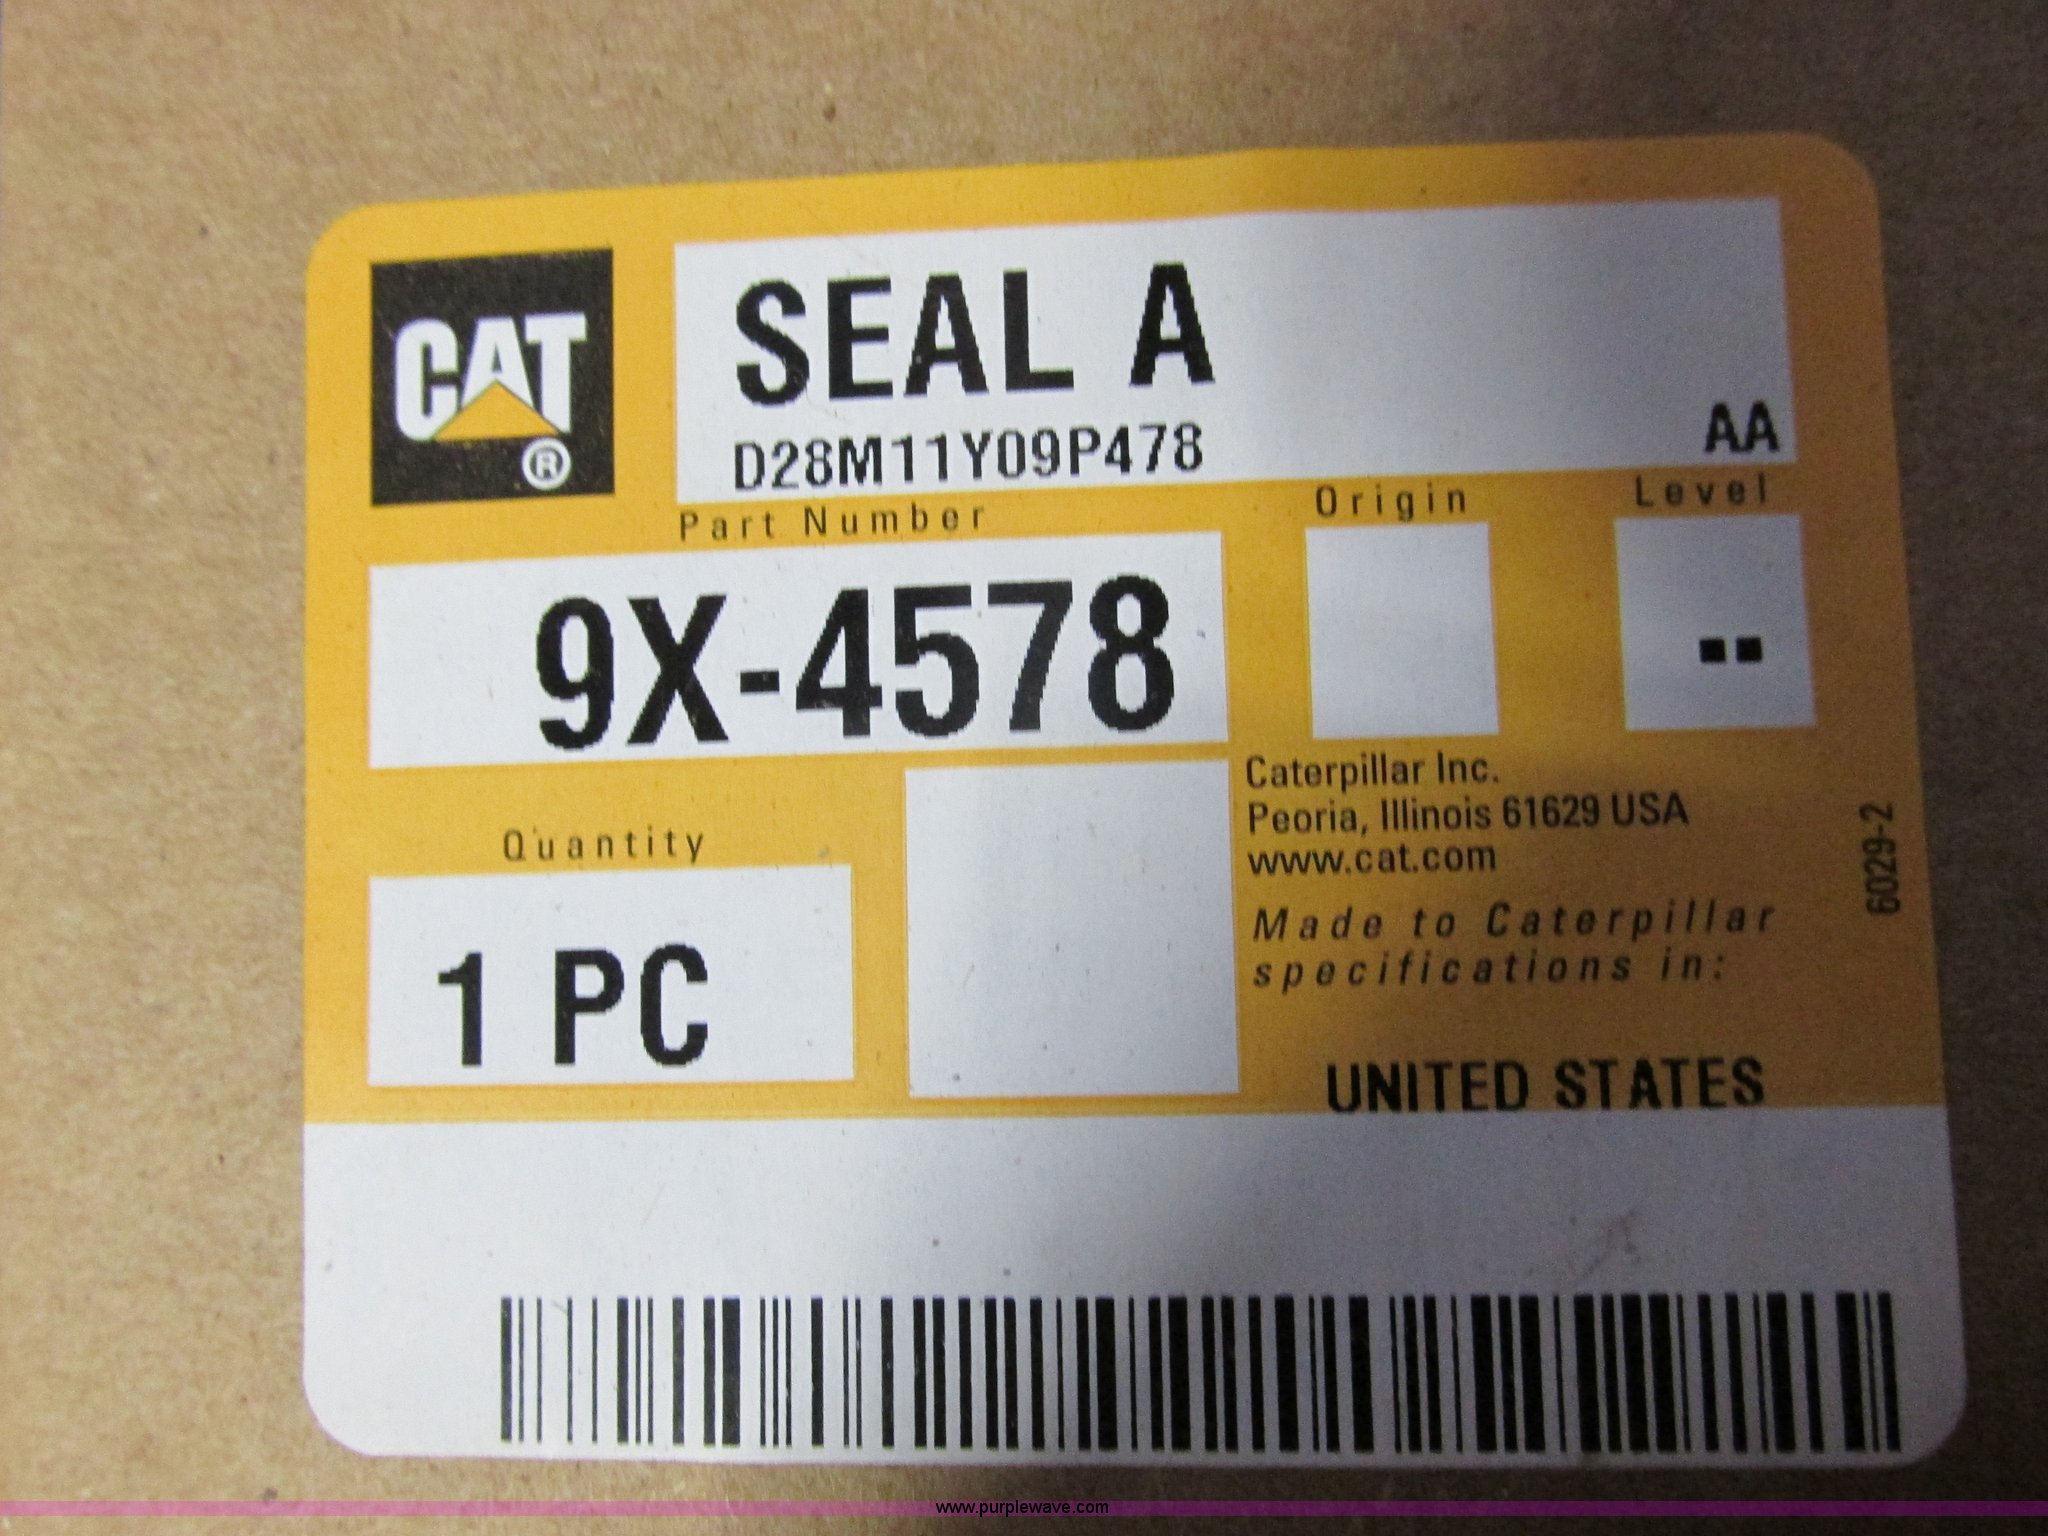 CAT
®
SEAL A
D28M11Y09P478
AA
Part Number
Origin
Level
9X-4578
--
Quantity
1 PC
Caterpillar Inc.
Peoria, Illinois 61629 USA
www.cat.com
Made to Caterpillar
specifications in:
UNITED STATES
6029-2
www.purplewave.com